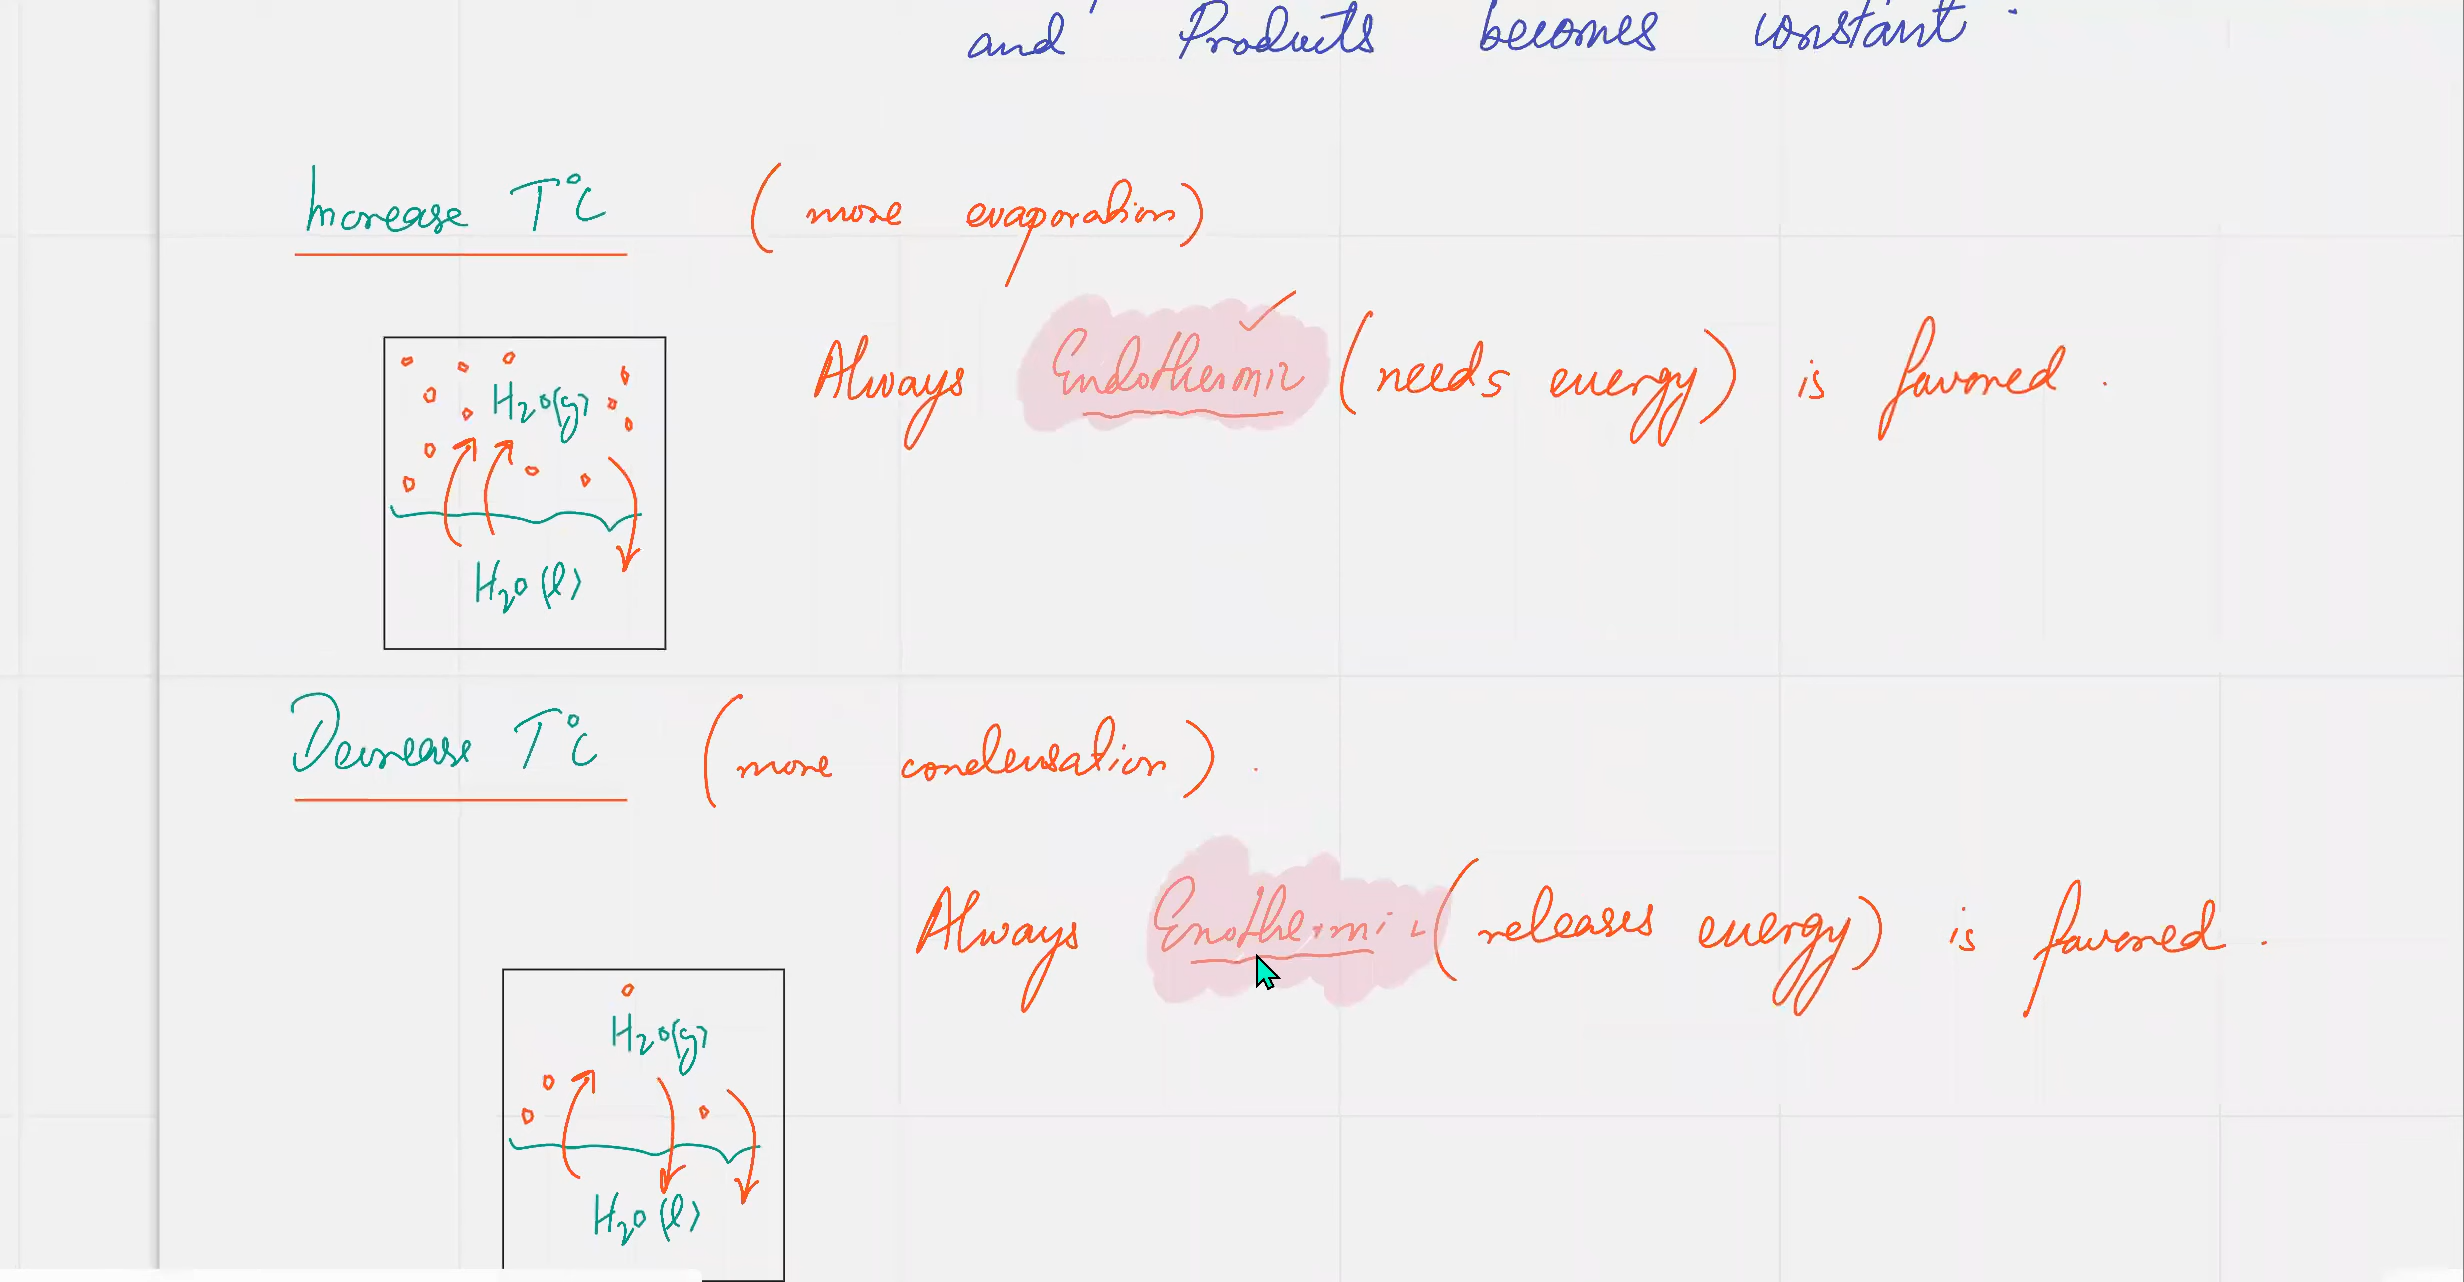 and Products becomes constant.
Increase T°C (more evaporation)
Always Endothermic (needs energy) is favored.
H₂O(g)
H₂O(l)
Decrease T°C (more condensation).
Always Exothermic (releases energy) is favored.
H₂O(g)
H₂O(l)